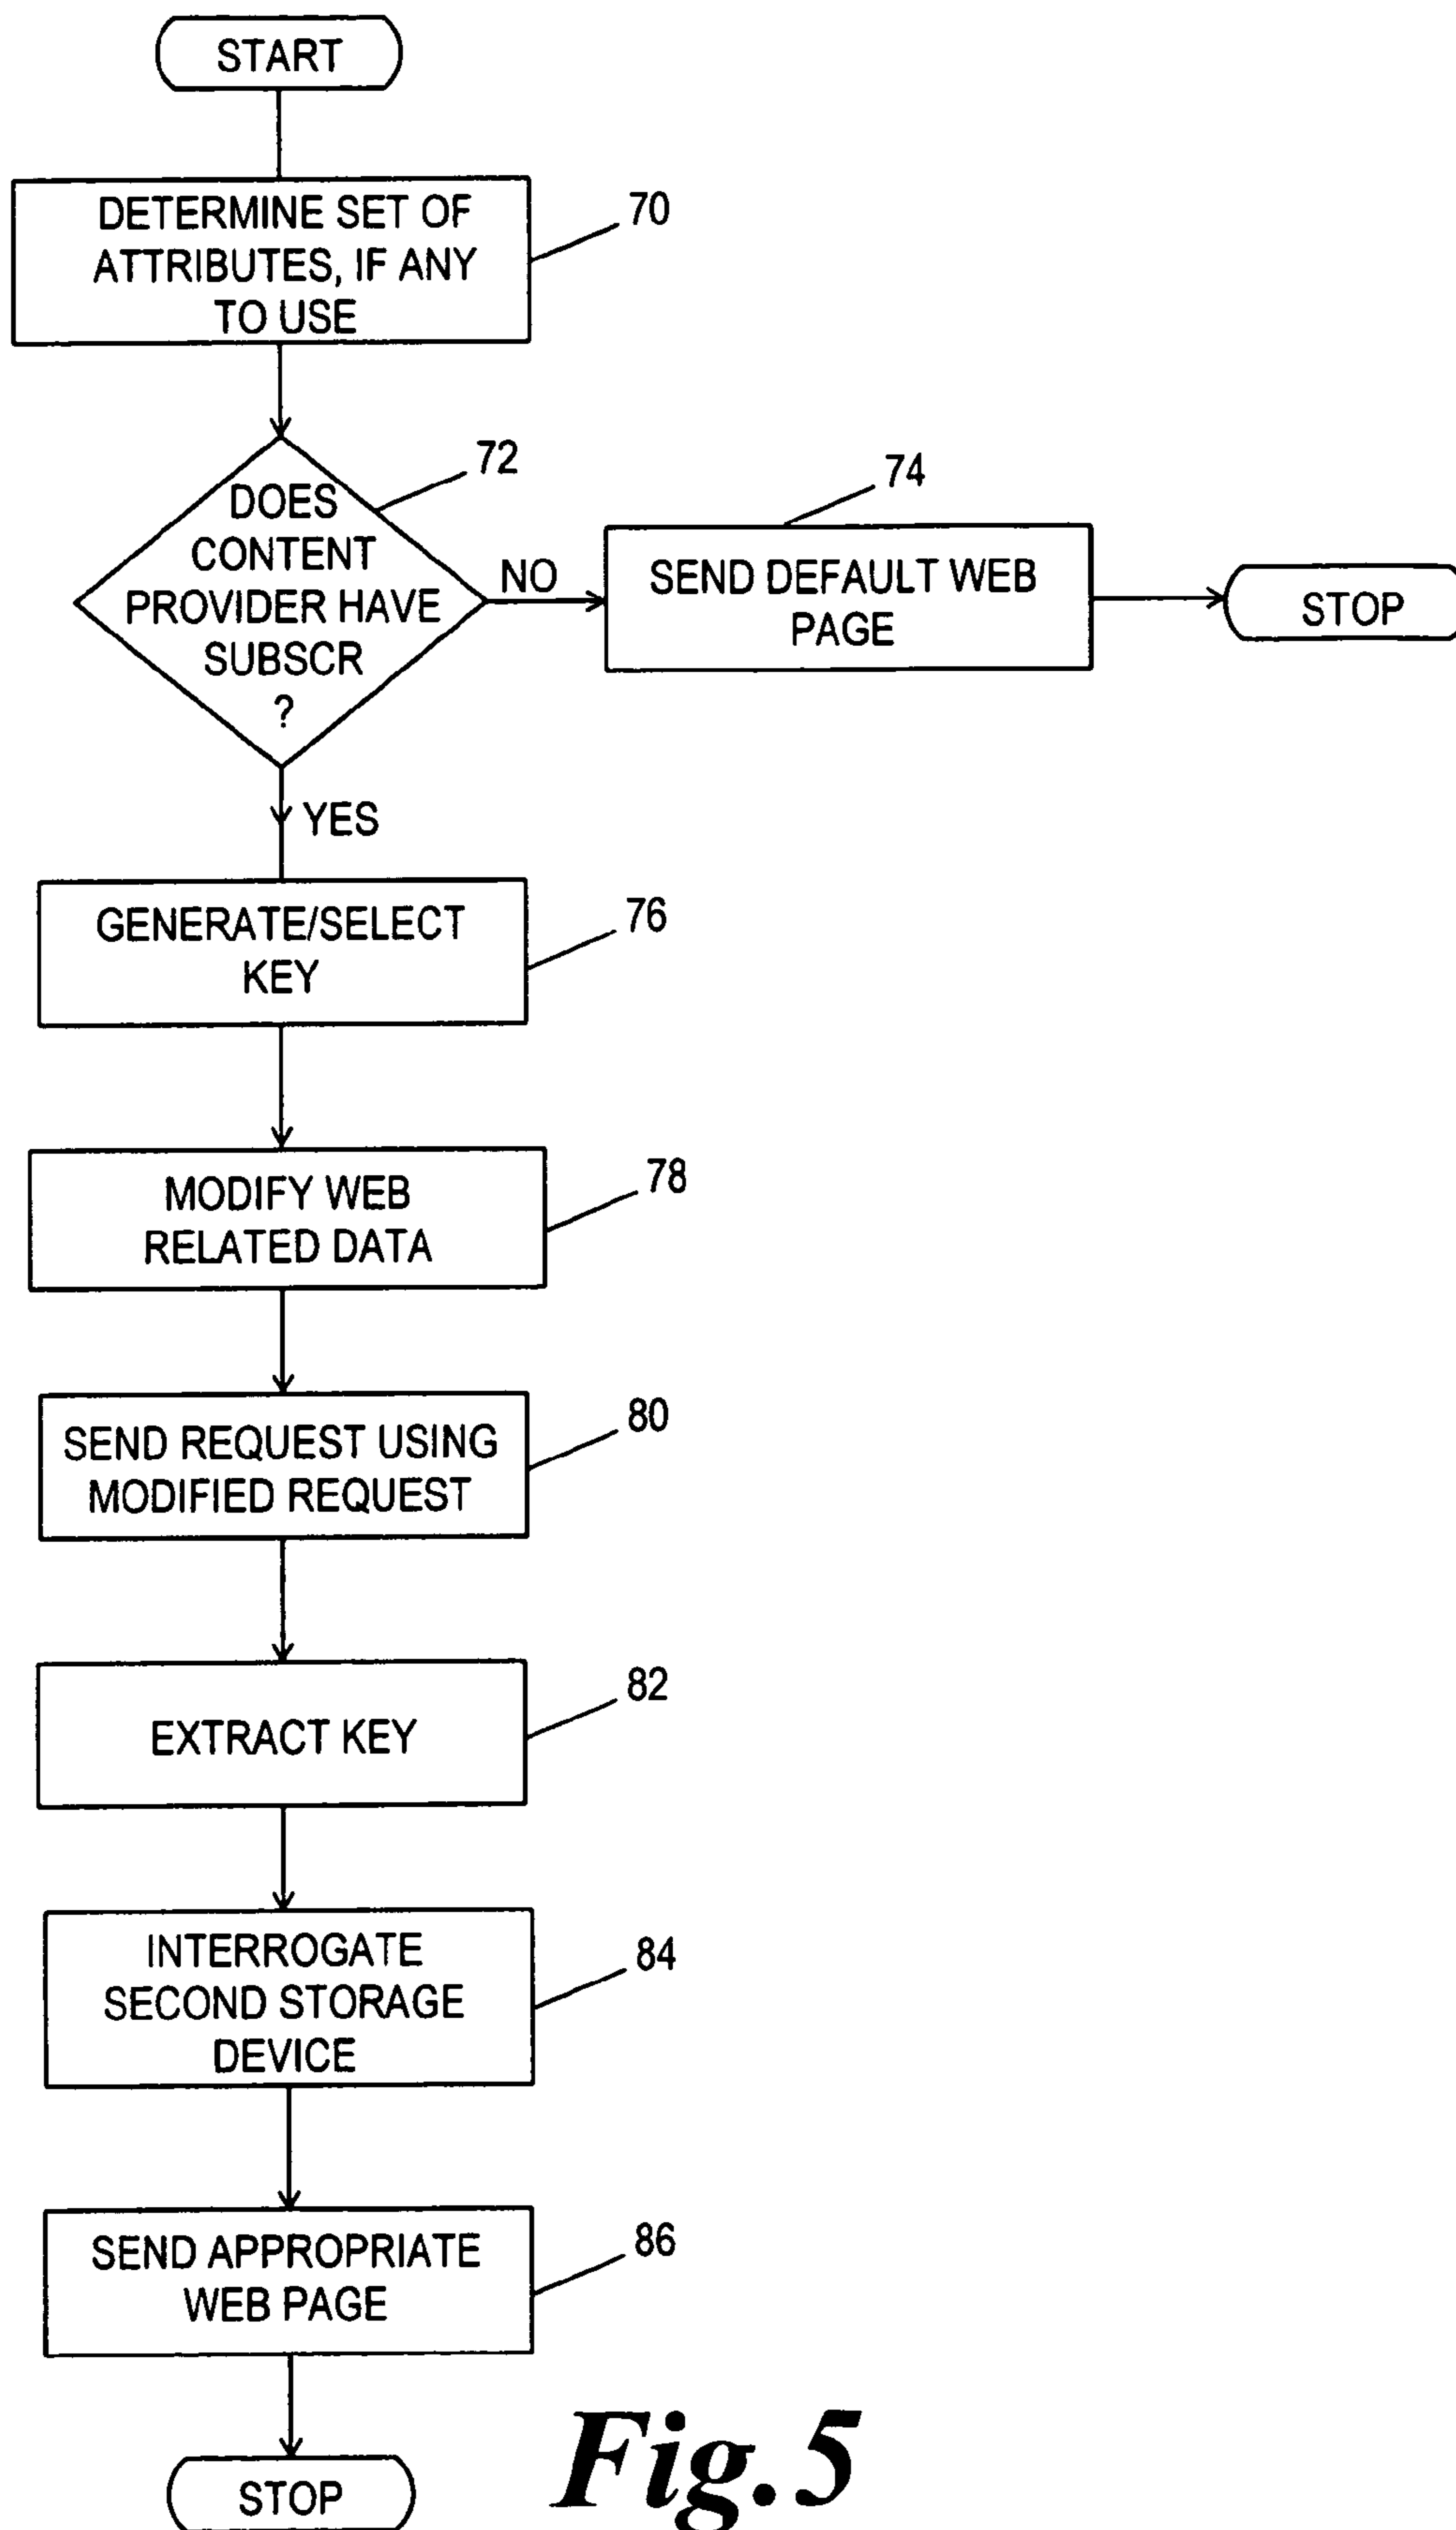 START
DETERMINE SET OF
ATTRIBUTES, IF ANY
TO USE
70
DOES
CONTENT
PROVIDER HAVE
SUBSCR
?
72
NO
74
SEND DEFAULT WEB
PAGE
STOP
YES
GENERATE/SELECT
KEY
76
MODIFY WEB
RELATED DATA
78
SEND REQUEST USING
MODIFIED REQUEST
80
EXTRACT KEY
82
INTERROGATE
SECOND STORAGE
DEVICE
84
SEND APPROPRIATE
WEB PAGE
86
STOP
Fig.5